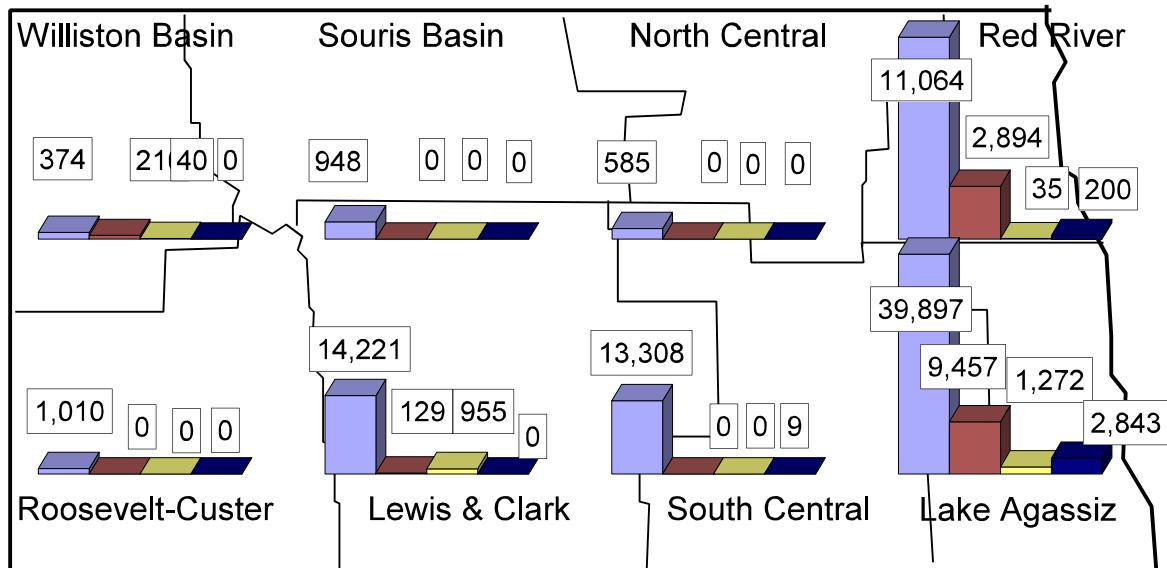 Williston Basin Souris Basin North Central Red River
11,064
2,894
374 40 0 948 0 0 0 585 0 0 0 35 200
39,897
14,221 13,308
9,457 1,272
1,010 0 0 0 129 955 0 0 0 9 2,843
Roosevelt-Custer Lewis & Clark South Central Lake Agassiz